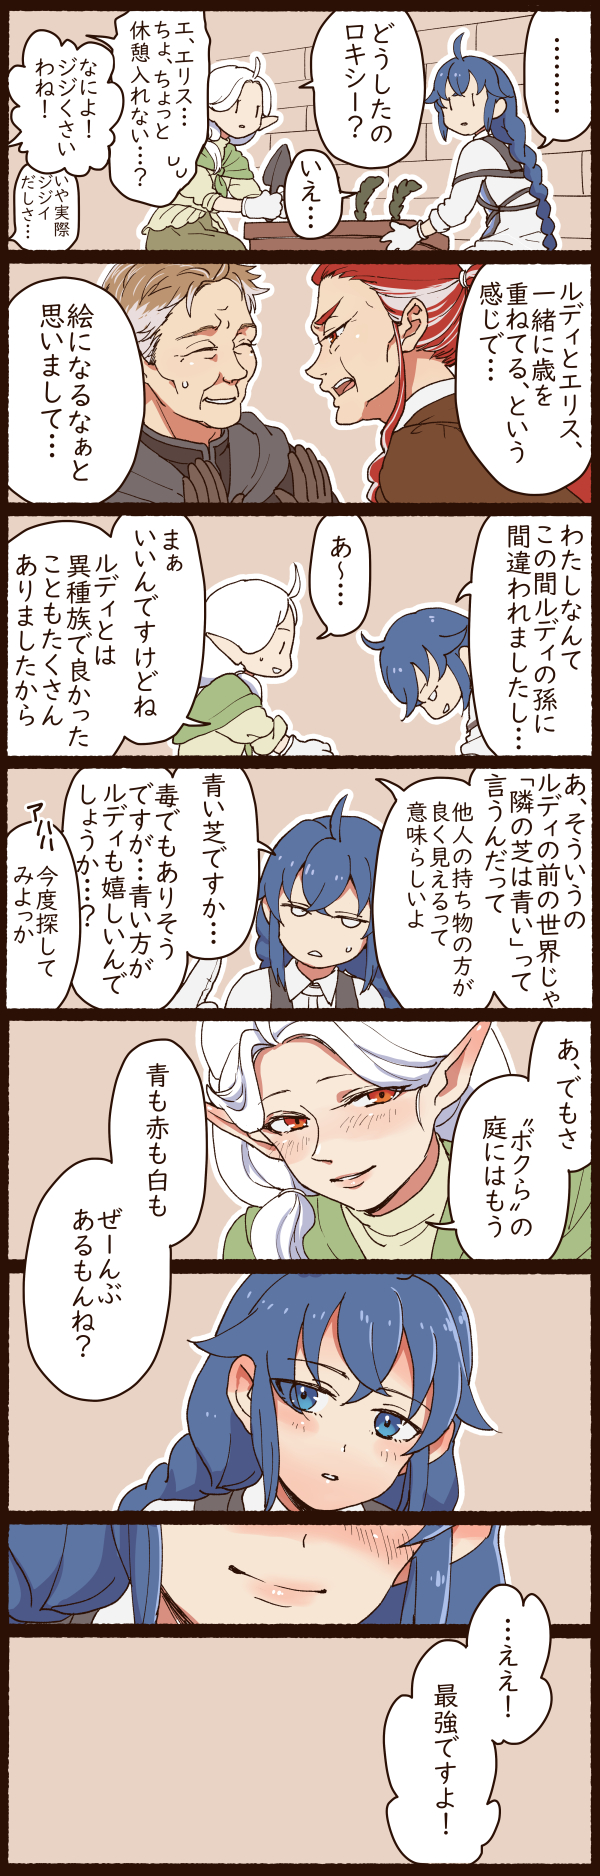 ………
どうしたの
ロキシー？
いえ…
エ、エリス…
ちょ、ちょっと
休憩入れない…？
なによ！
ジジくさい
わね！
いや実際
ジジイ
だしさ…
ルディとエリス、
一緒に歳を
重ねてる、という
感じで…
絵になるなぁと
思いまして…
わたしなんて
この間ルディの孫に
間違われましたし…
あ～…
まぁ
いいんですけどね
ルディとは
異種族で良かった
こともたくさん
ありましたから
あ、そういうの
ルディの前の世界じゃ
「隣の芝は青い」って
言うんだって
他人の持ち物の方が
良く見えるって
意味らしいよ
青い芝ですか…
毒でもありそう
ですが…青い方が
ルディも嬉しいんで
しょうか…？
アハハ
今度探して
みよっか
あ、でもさ
〝ボクら〟の
庭にはもう
青も赤も白も
ぜーんぶ
あるもんね？
…ええ！
最強ですよ！